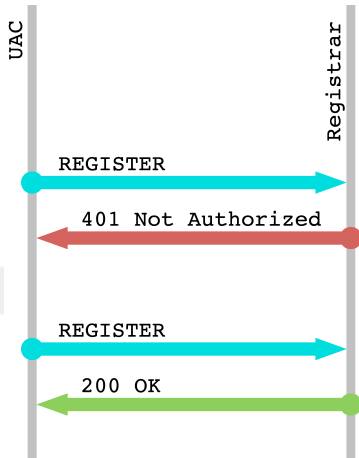 UAC
Registrar
REGISTER
401 Not Authorized
REGISTER
200 OK